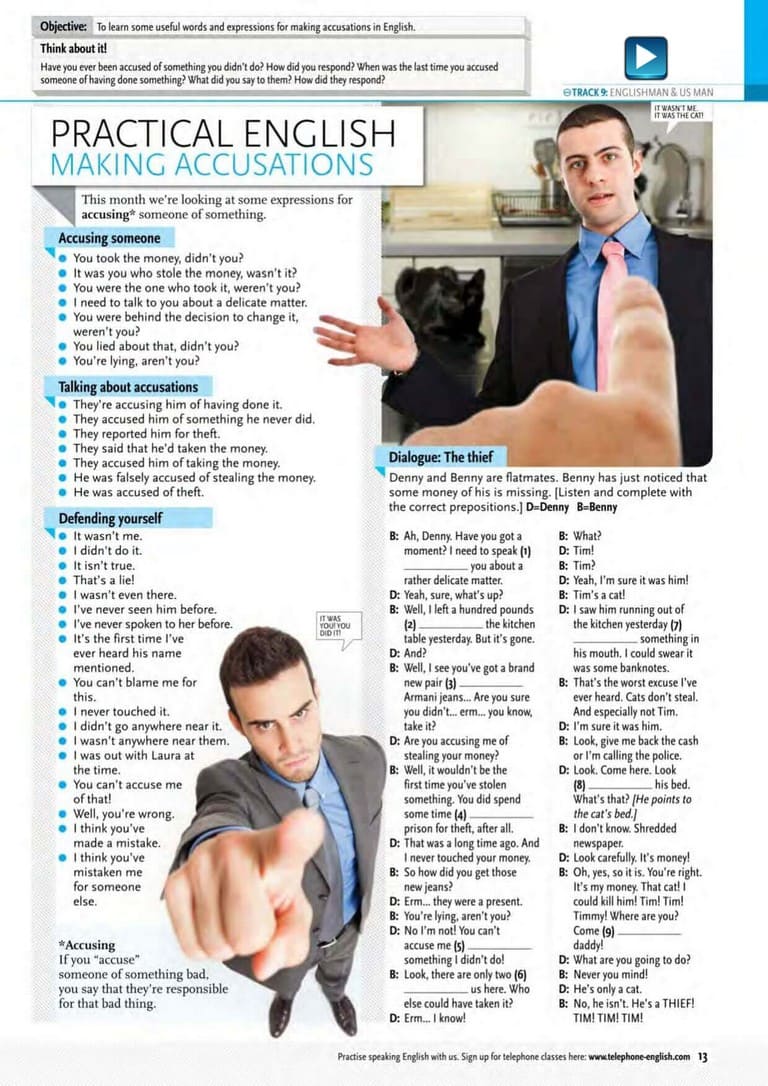 Objective: To learn some useful words and expressions for making accusations in English.
Think about it!
Have you ever been accused of something you didn't do? How did you respond? When was the last time you accused
someone of having done something? What did you say to them? How did they respond?
TRACK 9: ENGLISHMAN & US MAN
IT WASN'T ME.
IT WAS THE CAT!
PRACTICAL ENGLISH
MAKING ACCUSATIONS
This month we're looking at some expressions for
accusing* someone of something.
Accusing someone
You took the money, didn't you?
It was you who stole the money, wasn't it?
You were the one who took it, weren't you?
I need to talk to you about a delicate matter.
You were behind the decision to change it,
weren't you?
You lied about that, didn't you?
You're lying, aren't you?
Talking about accusations
They're accusing him of having done it.
They accused him of something he never did.
They reported him for theft.
They said that he'd taken the money.
They accused him of taking the money.
He was falsely accused of stealing the money.
He was accused of theft.
Defending yourself
It wasn't me.
I didn't do it.
It isn't true.
That's a lie!
I wasn't even there.
I've never seen him before.
I've never spoken to her before.
It's the first time I've
ever heard his name
mentioned.
You can't blame me for
this.
I never touched it.
I didn't go anywhere near it.
I wasn't anywhere near them.
I was out with Laura at
the time.
You can't accuse me
of that!
Well, you're wrong.
I think you've
made a mistake.
I think you've
mistaken me
for someone
else.
IT WAS
YOU! YOU
DID IT!
*Accusing
If you "accuse"
someone of something bad,
you say that they're responsible
for that bad thing.
Dialogue: The thief
Denny and Benny are flatmates. Benny has just noticed that
some money of his is missing. [Listen and complete with
the correct prepositions.] D=Denny B=Benny
B: Ah, Denny. Have you got a
moment? I need to speak (1)
____________ you about a
rather delicate matter.
D: Yeah, sure, what's up?
B: Well, I left a hundred pounds
(2) ____________ the kitchen
table yesterday. But it's gone.
D: And?
B: Well, I see you've got a brand
new pair (3) ____________
Armani jeans... Are you sure
you didn't... erm... you know,
take it?
D: Are you accusing me of
stealing your money?
B: Well, it wouldn't be the
first time you've stolen
something. You did spend
some time (4) ____________
prison for theft, after all.
D: That was a long time ago. And
I never touched your money.
B: So how did you get those
new jeans?
D: Erm... they were a present.
B: You're lying, aren't you?
D: No I'm not! You can't
accuse me (5) ____________
something I didn't do!
B: Look, there are only two (6)
____________ us here. Who
else could have taken it?
D: Erm... I know!
B: What?
D: Tim!
B: Tim?
D: Yeah, I'm sure it was him!
B: Tim's a cat!
D: I saw him running out of
the kitchen yesterday (7)
____________ something in
his mouth. I could swear it
was some banknotes.
B: That's the worst excuse I've
ever heard. Cats don't steal.
And especially not Tim.
D: I'm sure it was him.
B: Look, give me back the cash
or I'm calling the police.
D: Look. Come here. Look
(8) ____________ his bed.
What's that? [He points to
the cat's bed.]
B: I don't know. Shredded
newspaper.
D: Look carefully. It's money!
B: Oh, yes, so it is. You're right.
It's my money. That cat! I
could kill him! Tim! Tim!
Timmy! Where are you?
Come (9) ____________
daddy!
D: What are you going to do?
B: Never you mind!
D: He's only a cat.
B: No, he isn't. He's a THIEF!
TIM! TIM! TIM!
Practise speaking English with us. Sign up for telephone classes here: www.telephone-english.com 13